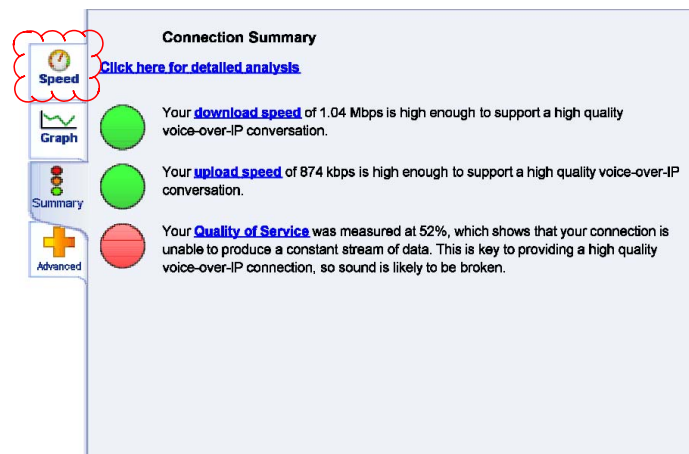 Connection Summary
Speed
Click here for detailed analysis
Your download speed of 1.04 Mbps is high enough to support a high quality
voice-over-IP conversation.
Graph
Your upload speed of 874 kbps is high enough to support a high quality voice-over-IP
conversation.
Summary
Your Quality of Service was measured at 52%, which shows that your connection is
unable to produce a constant stream of data. This is key to providing a high quality
voice-over-IP connection, so sound is likely to be broken.
Advanced